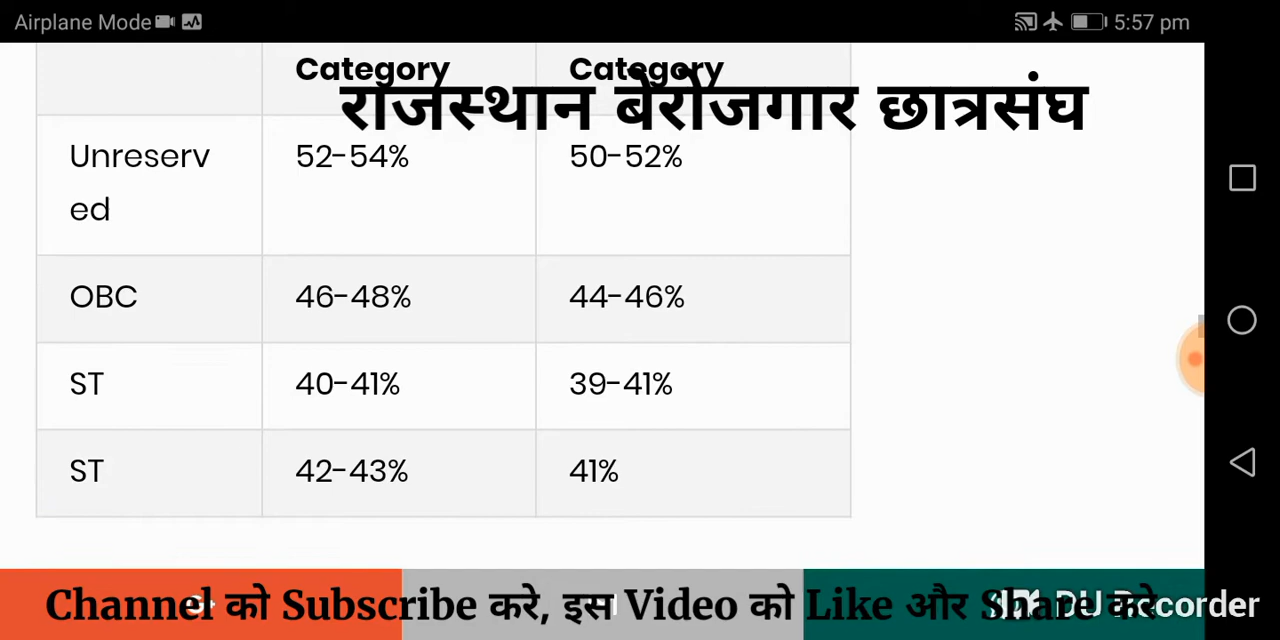 Airplane Mode 5:57 pm
Category Category
राजस्थान बेरोजगार छात्रसंघ
Unreserv 52-54% 50-52%
ed
OBC 46-48% 44-46%
ST 40-41% 39-41%
ST 42-43% 41%
Channel को Subscribe करे, इस Video को Like और Share करे
DU Recorder